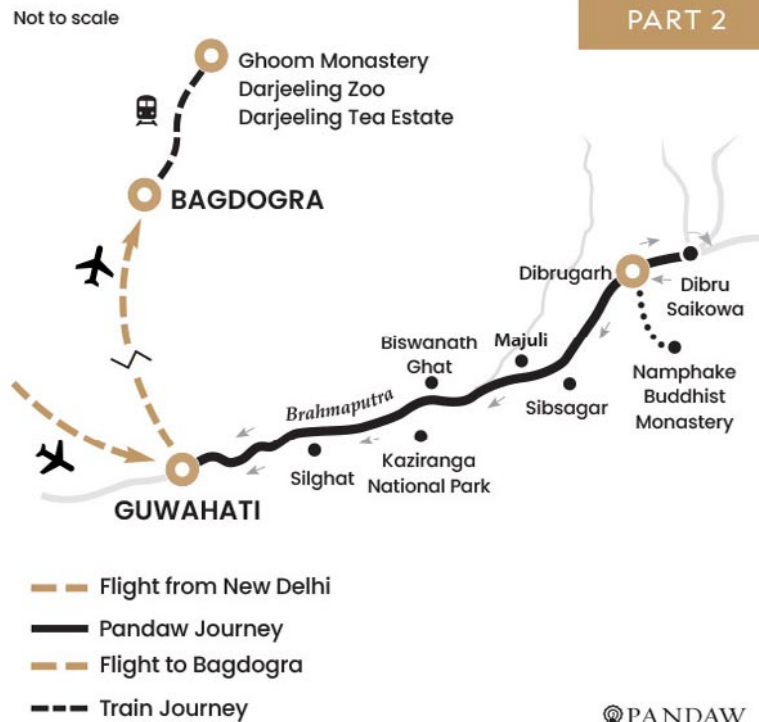 Not to scale
PART 2
Ghoom Monastery
Darjeeling Zoo
Darjeeling Tea Estate
BAGDOGRA
Dibrugarh
Dibru
Saikowa
Namphake
Buddhist
Monastery
Biswanath
Ghat
Majuli
Sibsagar
Brahmaputra
Silghat
Kaziranga
National Park
GUWAHATI
Flight from New Delhi
Pandaw Journey
Flight to Bagdogra
Train Journey
PANDAW